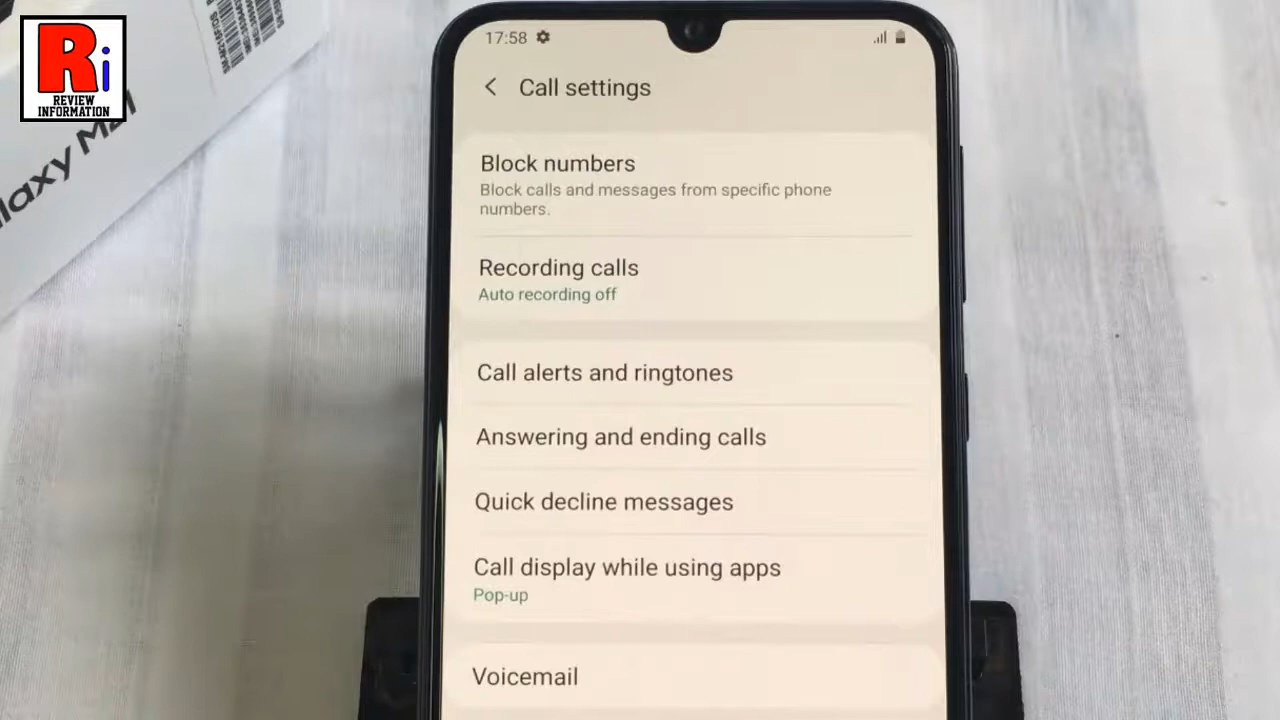 Ri
REVIEW
INFORMATION
17:58
Call settings
Block numbers
Block calls and messages from specific phone
numbers.
Recording calls
Auto recording off
Call alerts and ringtones
Answering and ending calls
Quick decline messages
Call display while using apps
Pop-up
Voicemail